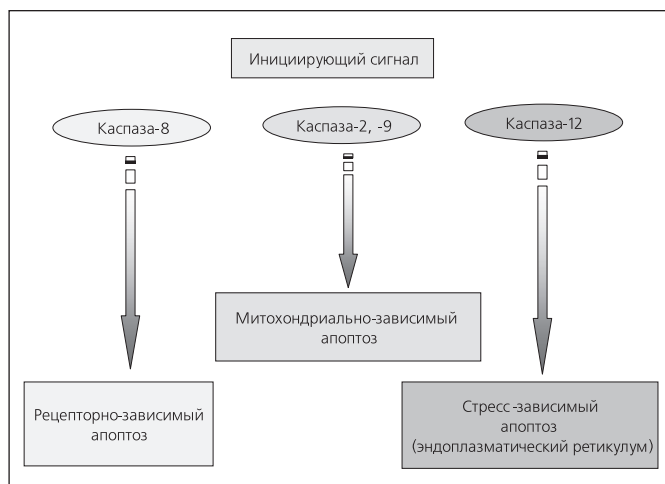 Инициирующий сигнал
Каспаза-8
Каспаза-2, -9
Каспаза-12
Митохондриально-зависимый
апоптоз
Рецепторно-зависимый
апоптоз
Стресс-зависимый
апоптоз
(эндоплазматический ретикулум)